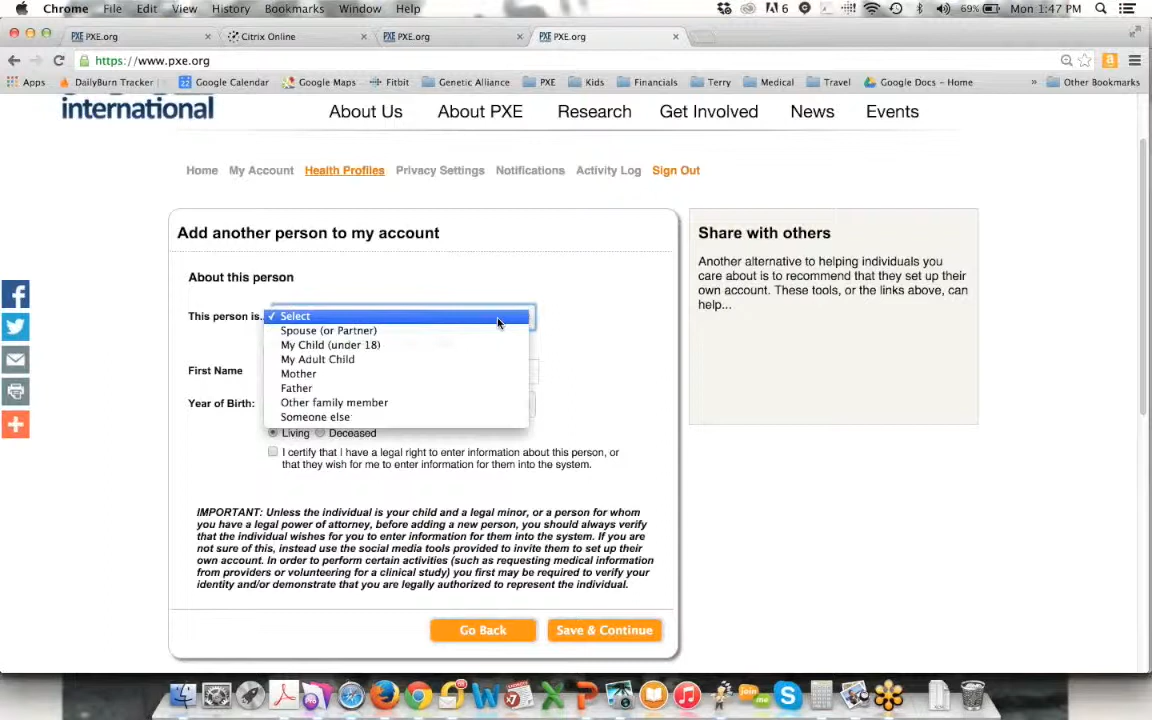 Chrome File Edit View History Bookmarks Window Help
6 69% Mon 1:47 PM
PXE PXE.org × Citrix Online × PXE PXE.org × PXE PXE.org ×
https://www.pxe.org
Apps DailyBurn Tracker 22 Google Calendar Google Maps Fitbit Genetic Alliance PXE Kids Financials Terry Medical Travel Google Docs - Home » Other Bookmarks
international
About Us About PXE Research Get Involved News Events
Home My Account Health Profiles Privacy Settings Notifications Activity Log Sign Out
Add another person to my account
About this person
This person is..
✓ Select
Spouse (or Partner)
My Child (under 18)
My Adult Child
Mother
Father
Other family member
Someone else
First Name
Year of Birth:
Living Deceased
I certify that I have a legal right to enter information about this person, or
that they wish for me to enter information for them into the system.
IMPORTANT: Unless the individual is your child and a legal minor, or a person for whom
you have a legal power of attorney, before adding a new person, you should always verify
that the individual wishes for you to enter information for them into the system. If you are
not sure of this, instead use the social media tools provided to invite them to set up their
own account. In order to perform certain activities (such as requesting medical information
from providers or volunteering for a clinical study) you first may be required to verify your
identity and/or demonstrate that you are legally authorized to represent the individual.
Go Back Save & Continue
Share with others
Another alternative to helping individuals you
care about is to recommend that they set up their
own account. These tools, or the links above, can
help...